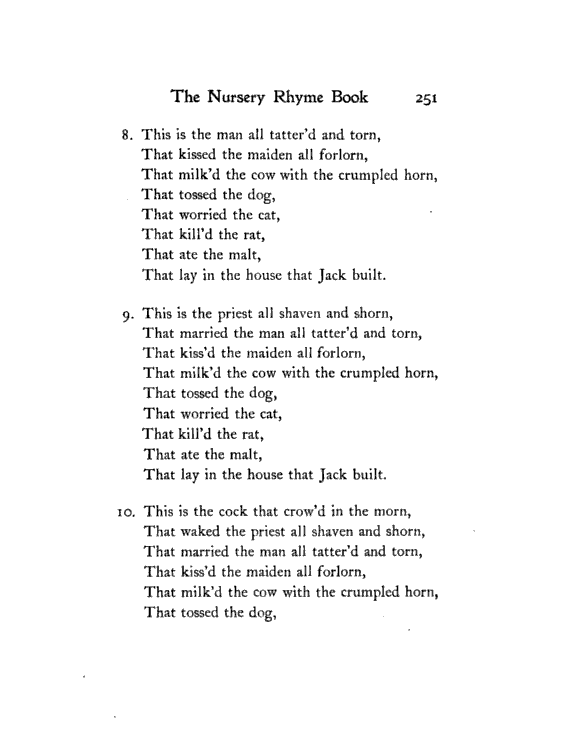 The Nursery Rhyme Book 251
8. This is the man all tatter'd and torn,
That kissed the maiden all forlorn,
That milk'd the cow with the crumpled horn,
That tossed the dog,
That worried the cat,
That kill'd the rat,
That ate the malt,
That lay in the house that Jack built.
9. This is the priest all shaven and shorn,
That married the man all tatter'd and torn,
That kiss'd the maiden all forlorn,
That milk'd the cow with the crumpled horn,
That tossed the dog,
That worried the cat,
That kill'd the rat,
That ate the malt,
That lay in the house that Jack built.
10. This is the cock that crow'd in the morn,
That waked the priest all shaven and shorn,
That married the man all tatter'd and torn,
That kiss'd the maiden all forlorn,
That milk'd the cow with the crumpled horn,
That tossed the dog,